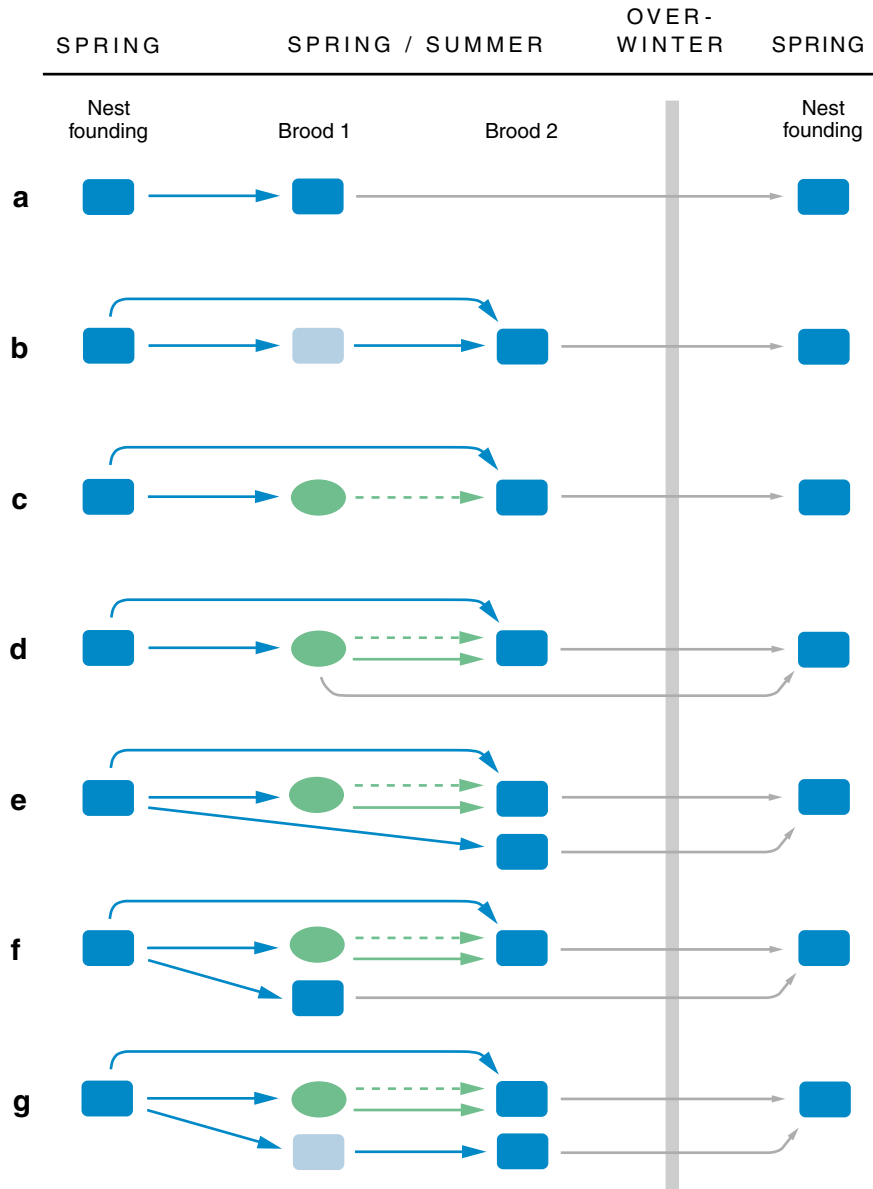 SPRING
SPRING / SUMMER
OVER-
WINTER
SPRING
Nest
founding
Brood 1
Brood 2
Nest
founding
a
b
c
d
e
f
g